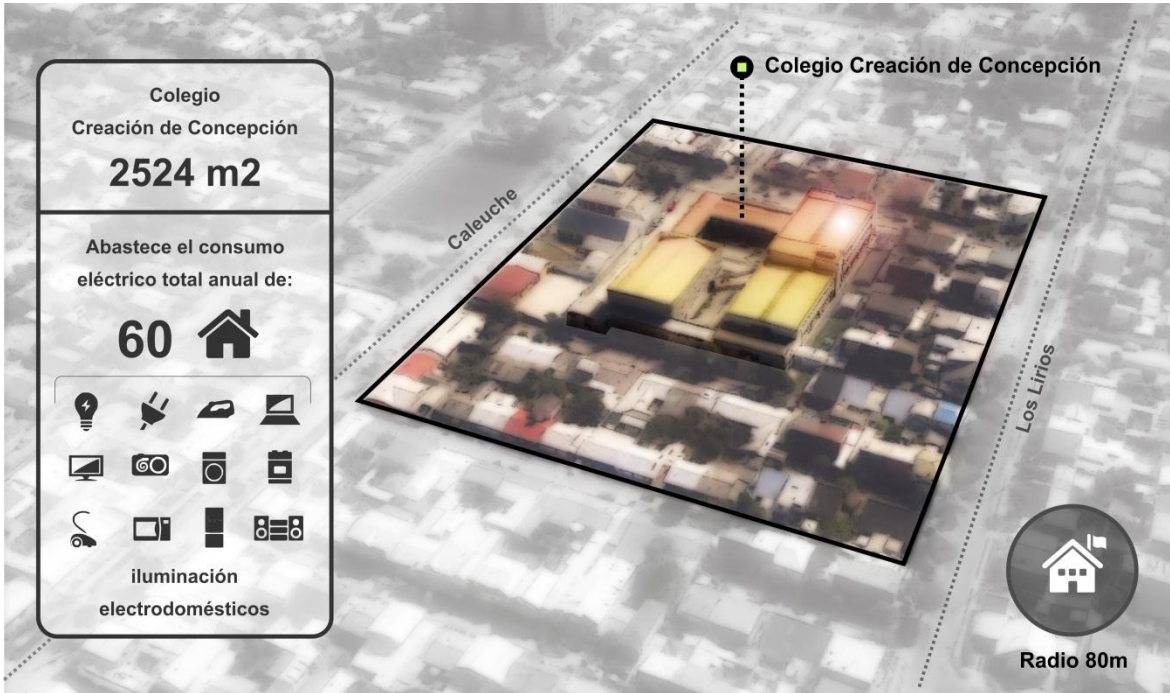 Colegio
Creación de Concepción
2524 m2
Abastece el consumo
eléctrico total anual de:
60
iluminación
electrodomésticos
Colegio Creación de Concepción
Caleuche
Los Lirios
Radio 80m